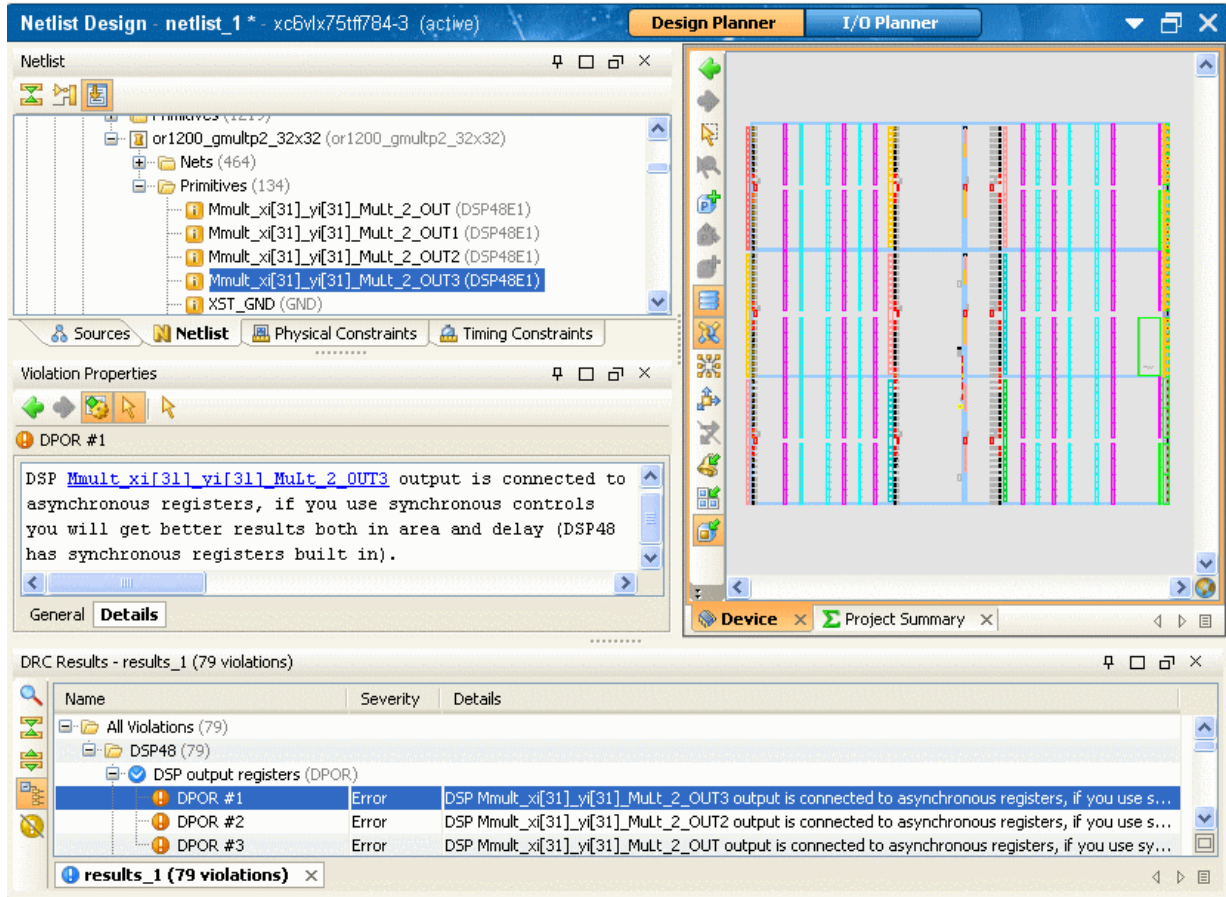 Netlist Design - netlist_1 * - xc6vlx75tff784-3 (active)
Design Planner
I/O Planner
Netlist
Primitives (1219)
or1200_gmultp2_32x32 (or1200_gmultp2_32x32)
Nets (464)
Primitives (134)
Mmult_xi[31]_yi[31]_MuLt_2_OUT (DSP48E1)
Mmult_xi[31]_yi[31]_MuLt_2_OUT1 (DSP48E1)
Mmult_xi[31]_yi[31]_MuLt_2_OUT2 (DSP48E1)
Mmult_xi[31]_yi[31]_MuLt_2_OUT3 (DSP48E1)
XST_GND (GND)
Sources
Netlist
Physical Constraints
Timing Constraints
Violation Properties
DPOR #1
DSP Mmult_xi[31]_yi[31]_MuLt_2_OUT3 output is connected to
asynchronous registers, if you use synchronous controls
you will get better results both in area and delay (DSP48
has synchronous registers built in).
General
Details
Device
Project Summary
DRC Results - results_1 (79 violations)
Name
Severity
Details
All Violations (79)
DSP48 (79)
DSP output registers (DPOR)
DPOR #1 Error DSP Mmult_xi[31]_yi[31]_MuLt_2_OUT3 output is connected to asynchronous registers, if you use s...
DPOR #2 Error DSP Mmult_xi[31]_yi[31]_MuLt_2_OUT2 output is connected to asynchronous registers, if you use s...
DPOR #3 Error DSP Mmult_xi[31]_yi[31]_MuLt_2_OUT output is connected to asynchronous registers, if you use sy...
results_1 (79 violations)